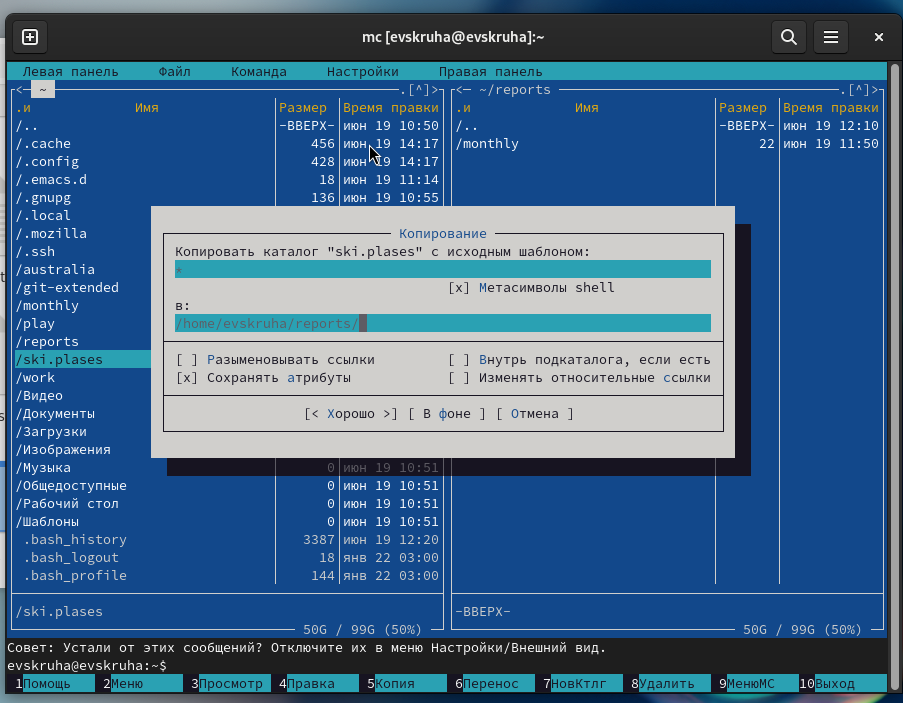 mc [evskruha@evskruha]:~
Левая панель Файл Команда Настройки Правая панель
<- ~ .[^]> <- ~/reports .[^]>
.и Имя Размер Время правки .и Имя Размер Время правки
/.. -ВВЕРХ- июн 19 10:50 /.. -ВВЕРХ- июн 19 12:10
/.cache 456 июн 19 14:17 /monthly 22 июн 19 11:50
/.config 428 июн 19 14:17
/.emacs.d 18 июн 19 11:14
/.gnupg 136 июн 19 10:55
/.local
/.mozilla
/.ssh
/australia
/git-extended
/monthly
/play
/reports
/ski.plases
/work
/Видео
/Документы
/Загрузки
/Изображения
/Музыка 0 июн 19 10:51
/Общедоступные 0 июн 19 10:51
/Рабочий стол 0 июн 19 10:51
/Шаблоны 0 июн 19 10:51
.bash_history 3387 июн 19 12:20
.bash_logout 18 янв 22 03:00
.bash_profile 144 янв 22 03:00
Копирование
Копировать каталог "ski.plases" с исходным шаблоном:
*
[x] Метасимволы shell
в:
/home/evskruha/reports/
[ ] Разыменовывать ссылки [ ] Внутрь подкаталога, если есть
[x] Сохранять атрибуты [ ] Изменять относительные ссылки
[< Хорошо >] [ В фоне ] [ Отмена ]
/ski.plases -ВВЕРХ-
50G / 99G (50%) 50G / 99G (50%)
Совет: Устали от этих сообщений? Отключите их в меню Настройки/Внешний вид.
evskruha@evskruha:~$
1Помощь 2Меню 3Просмотр 4Правка 5Копия 6Перенос 7НовКтлг 8Удалить 9МенюMC 10Выход